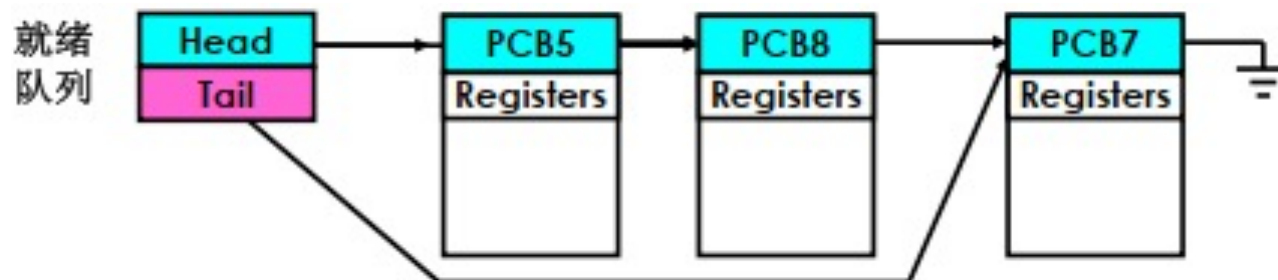 就绪
队列
Head
Tail
PCB5
Registers
PCB8
Registers
PCB7
Registers